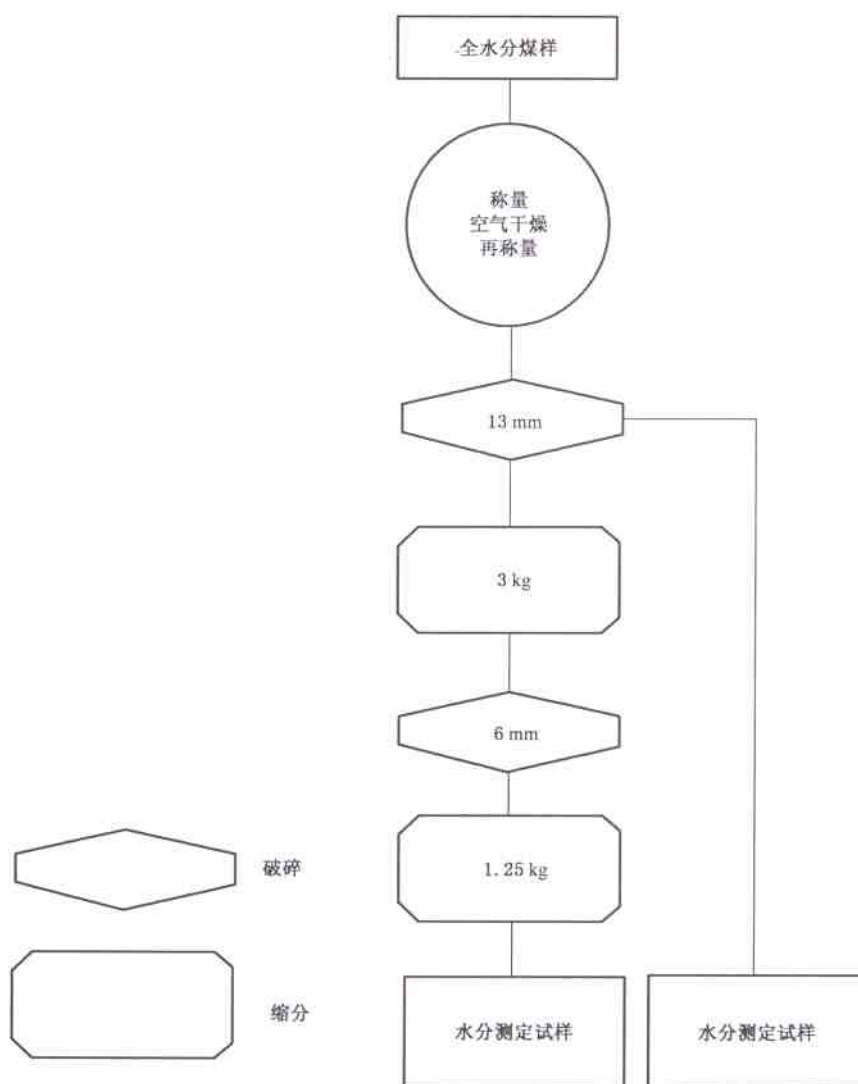 全水分煤样
称量
空气干燥
再称量
13 mm
3 kg
6 mm
1.25 kg
破碎
缩分
水分测定试样
水分测定试样